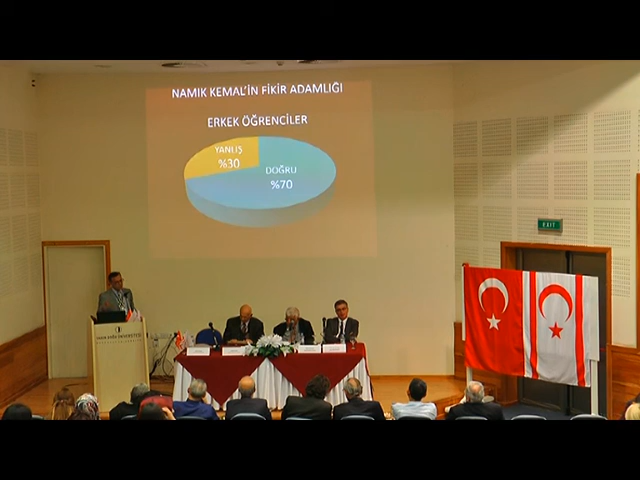 NAMIK KEMAL'İN FİKİR ADAMLIĞI
ERKEK ÖĞRENCİLER
YANLIŞ
%30
DOĞRU
%70
EXIT